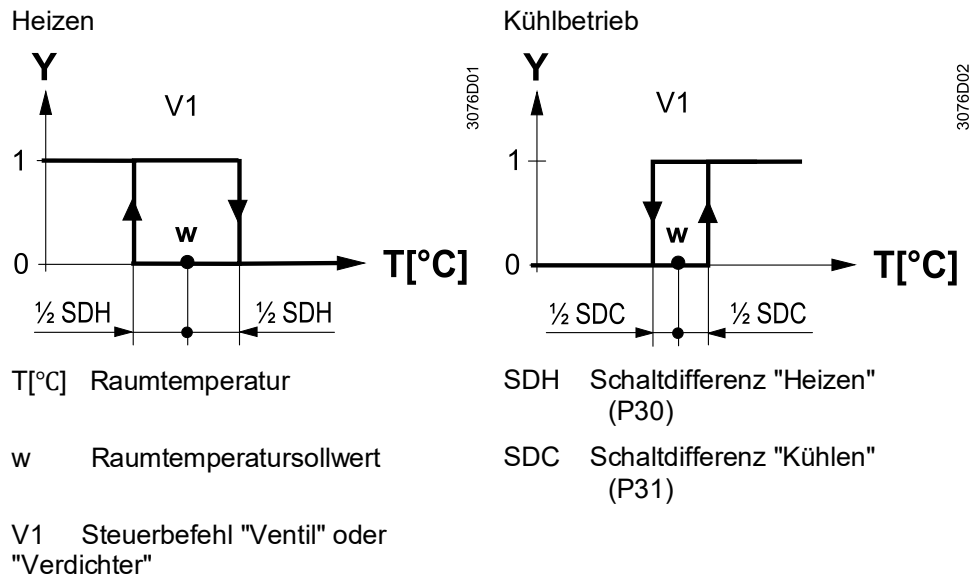 Heizen
Y
V1
3076D01
1
w
0
T[°C]
½ SDH
½ SDH
Kühlbetrieb
Y
V1
3076D02
1
w
0
T[°C]
½ SDC
½ SDC
T[°C] Raumtemperatur
w Raumtemperatursollwert
V1 Steuerbefehl "Ventil" oder
"Verdichter"
SDH Schaltdifferenz "Heizen"
(P30)
SDC Schaltdifferenz "Kühlen"
(P31)